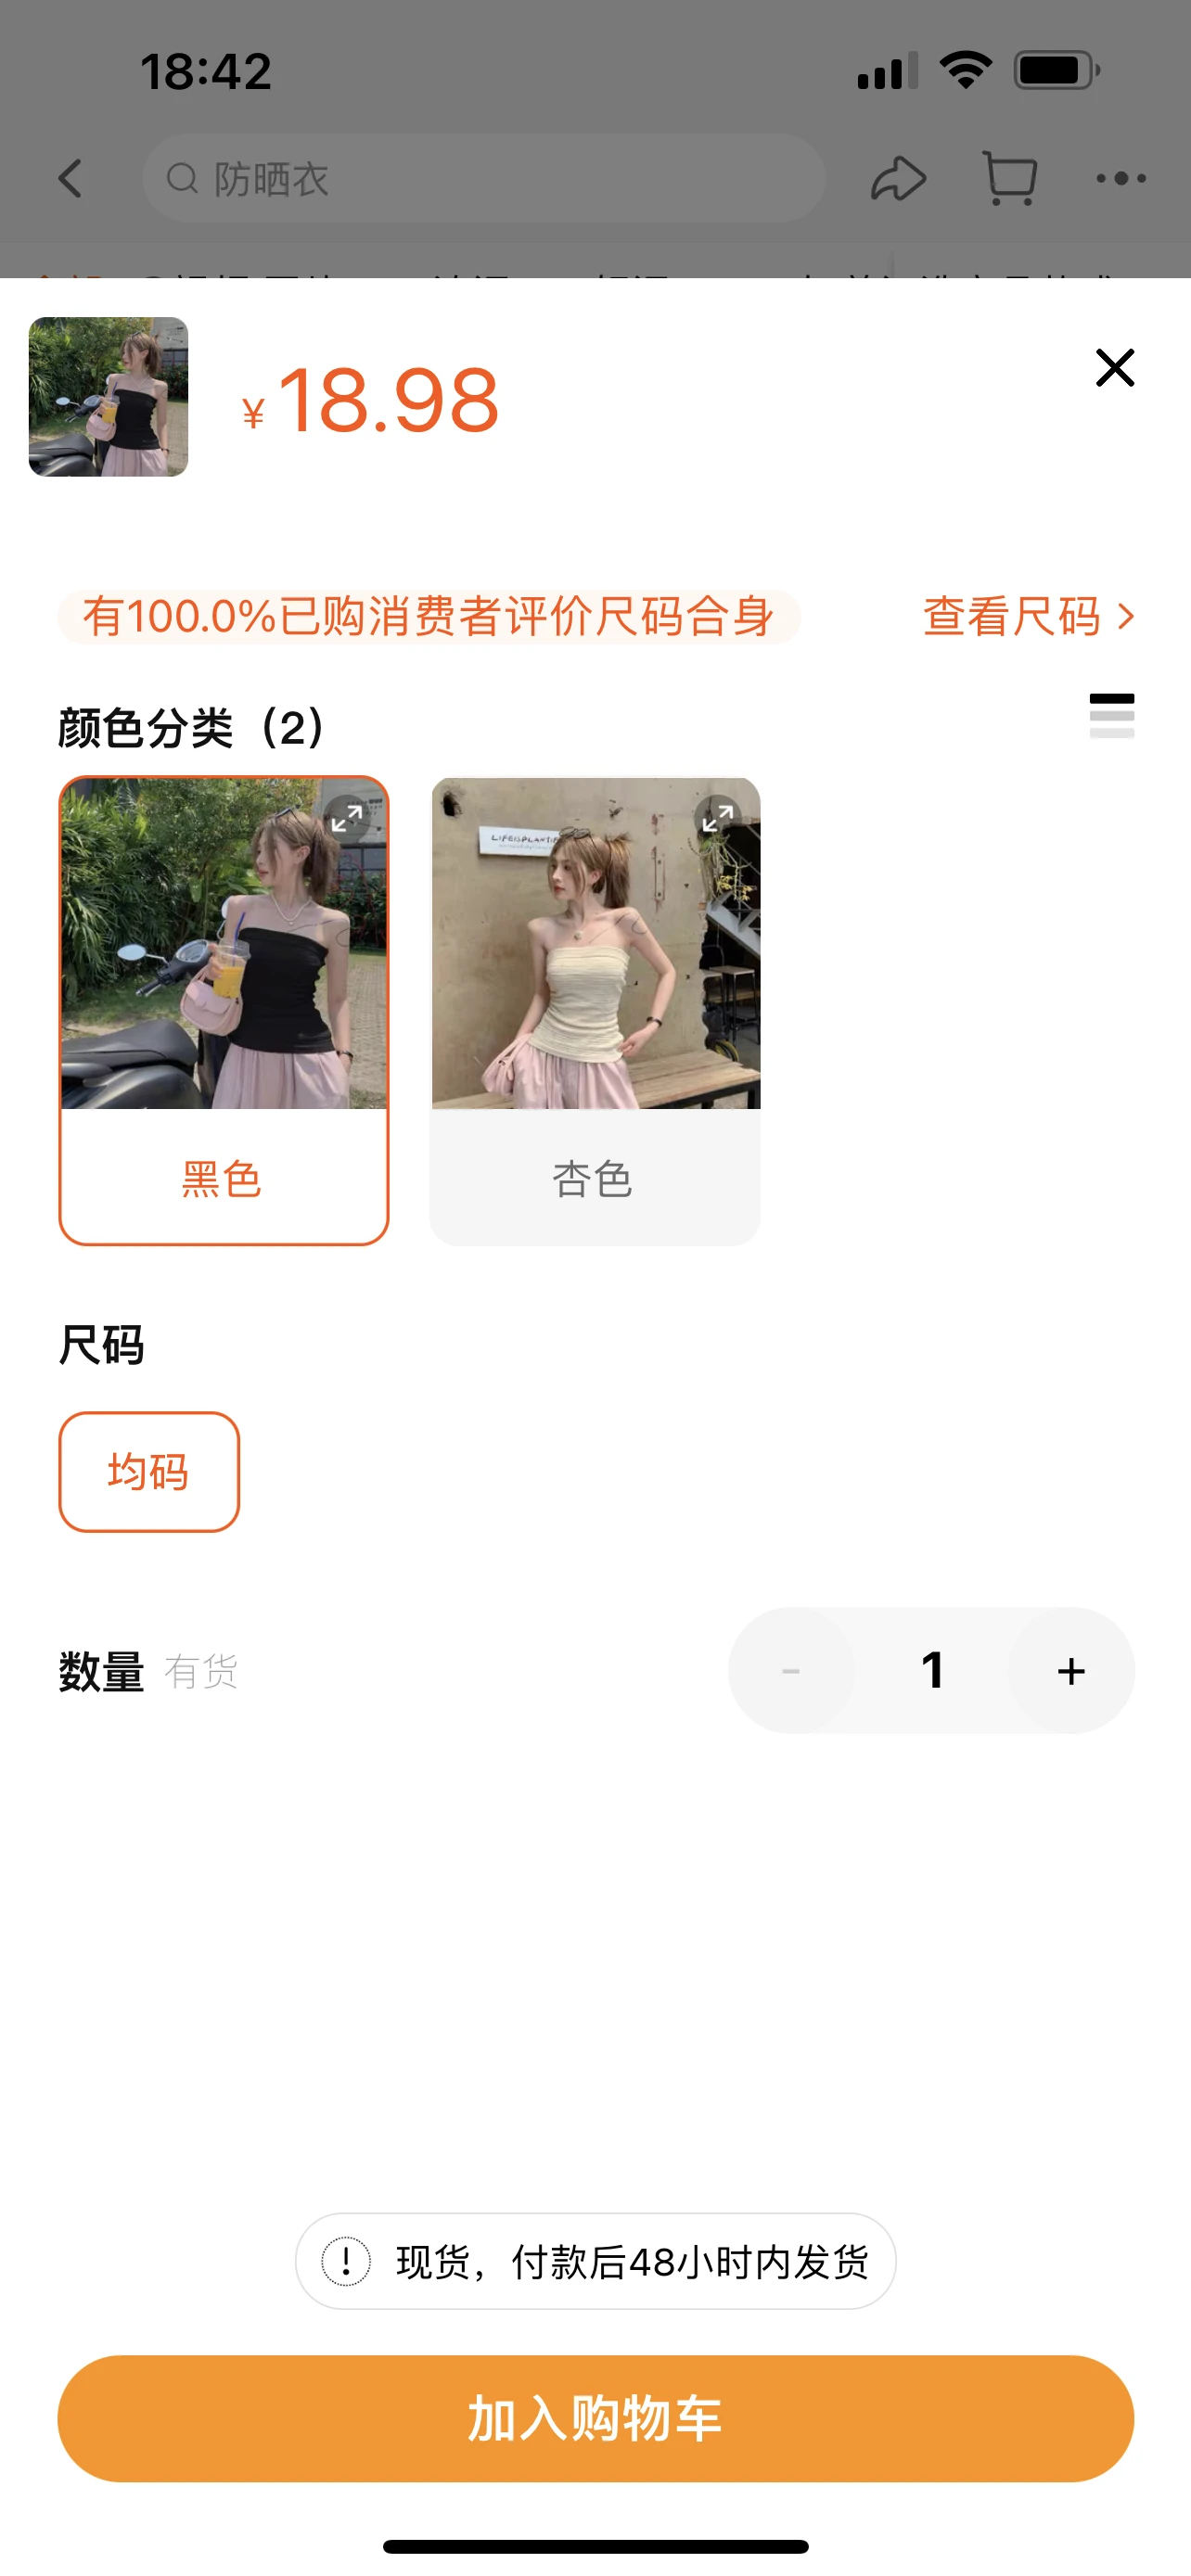 18:42
防晒衣
¥18.98
有100.0%已购消费者评价尺码合身
查看尺码 >
颜色分类（2）
LIFEISPLANTIF
黑色
杏色
尺码
均码
数量 有货
- 1 +
现货，付款后48小时内发货
加入购物车